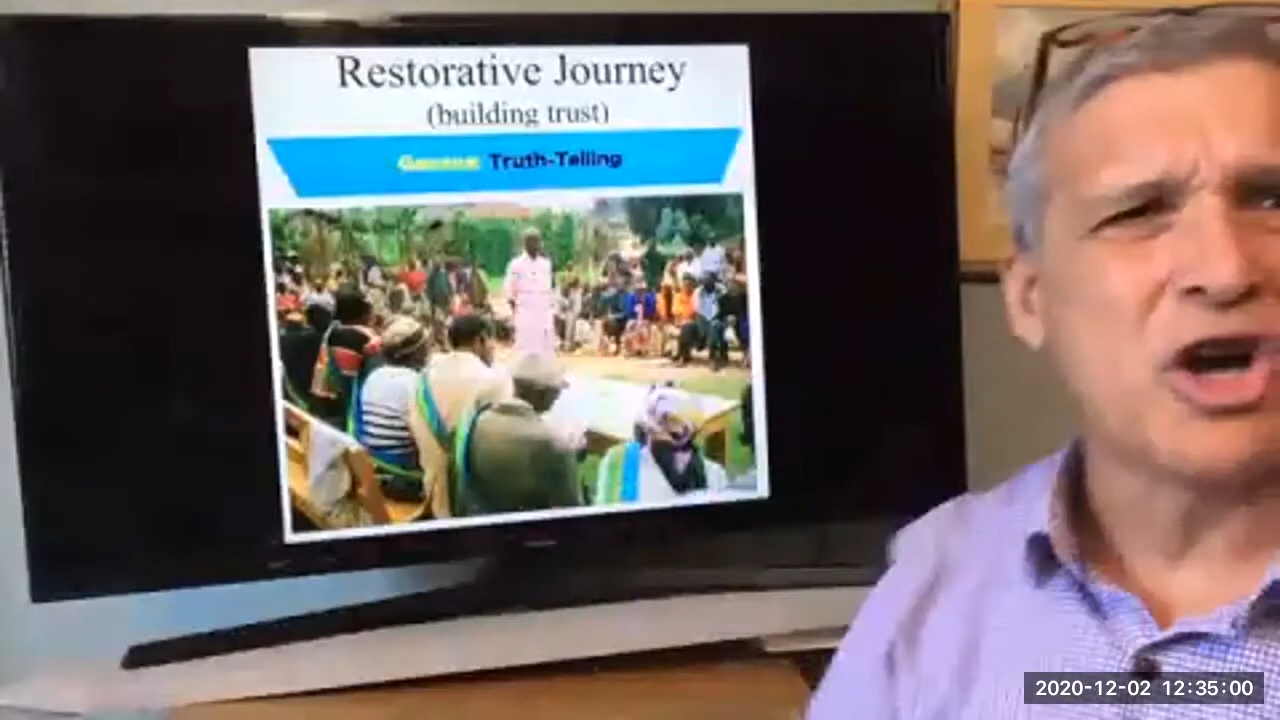 Restorative Journey
(building trust)
Truth-Telling
2020-12-02 12:35:00